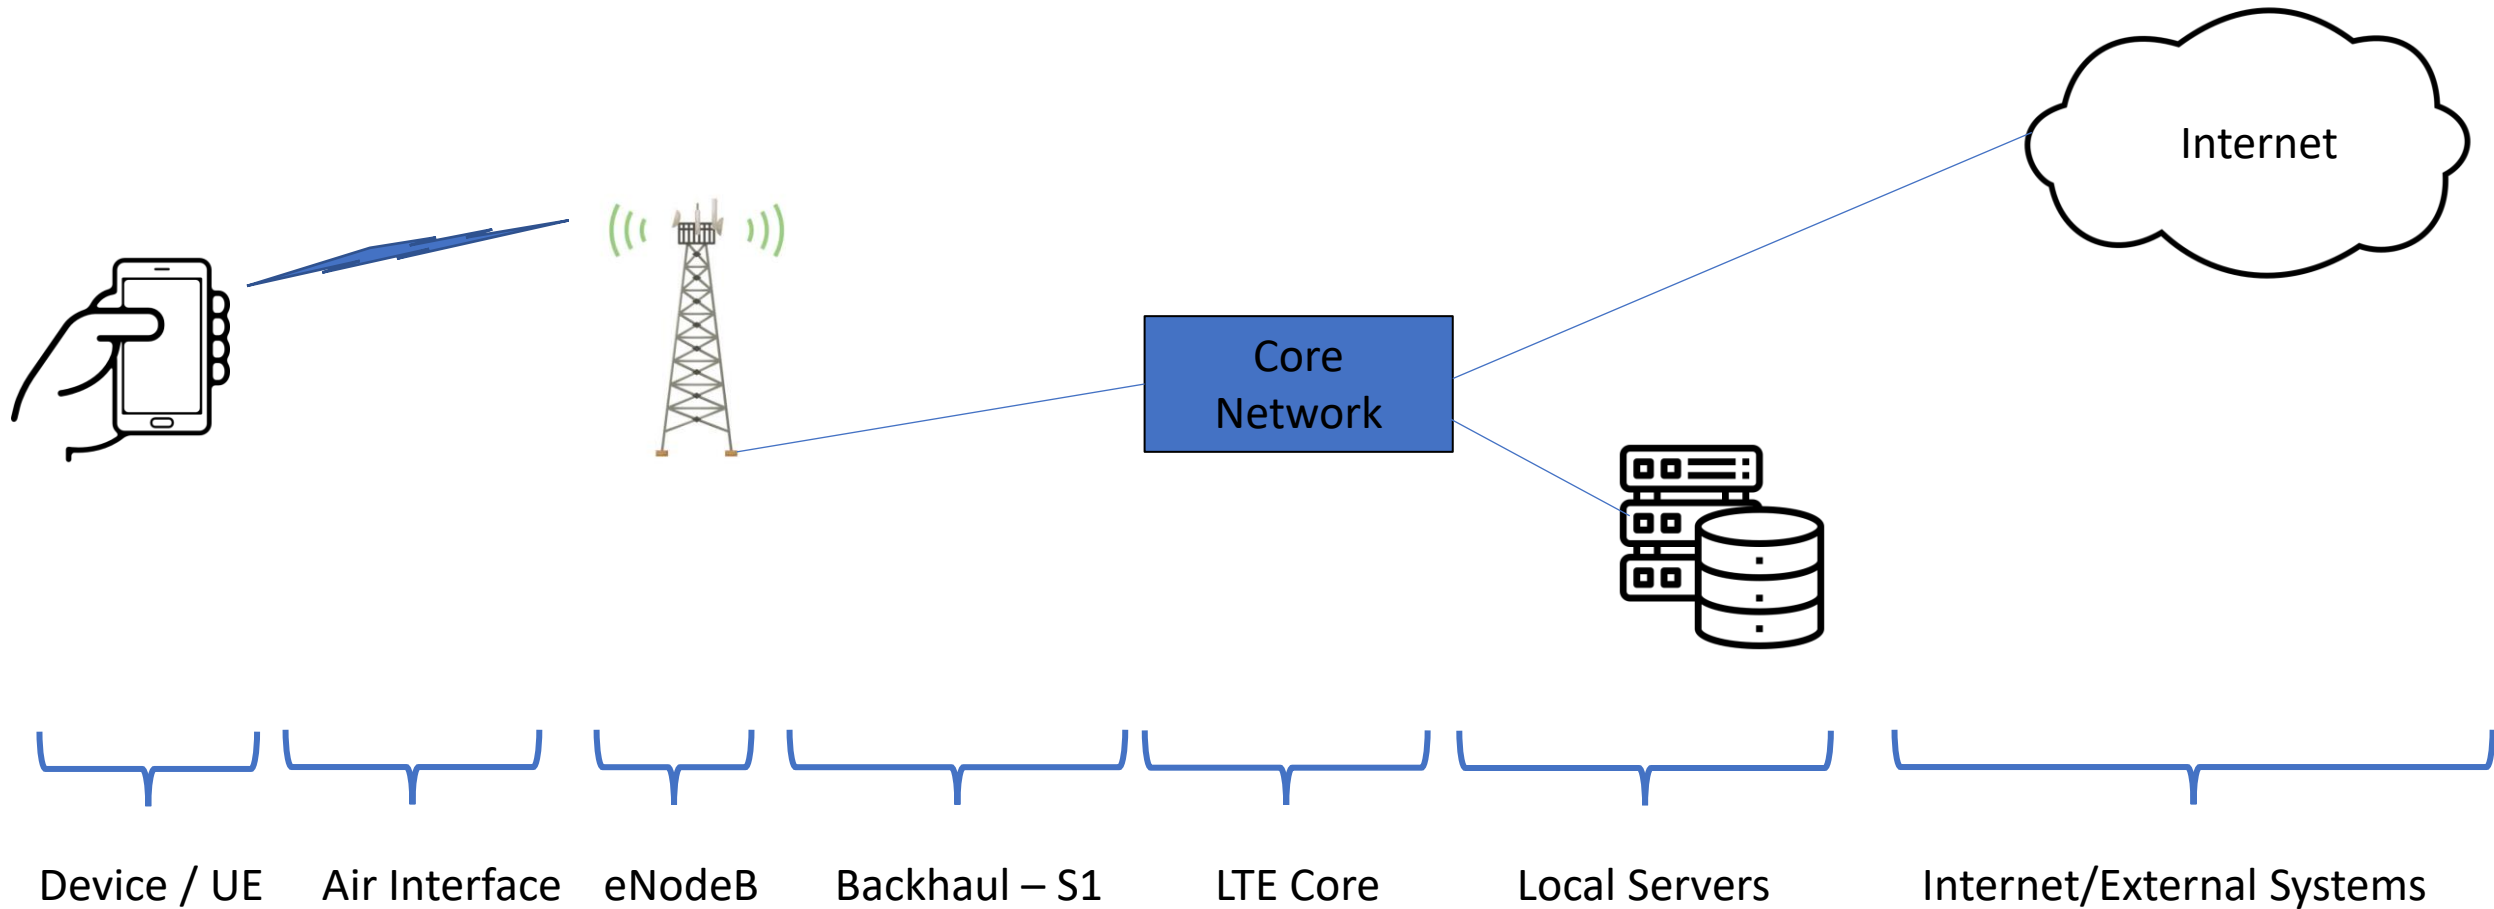 Internet
Core
Network
Device / UE
Air Interface
eNodeB
Backhaul – S1
LTE Core
Local Servers
Internet/External Systems